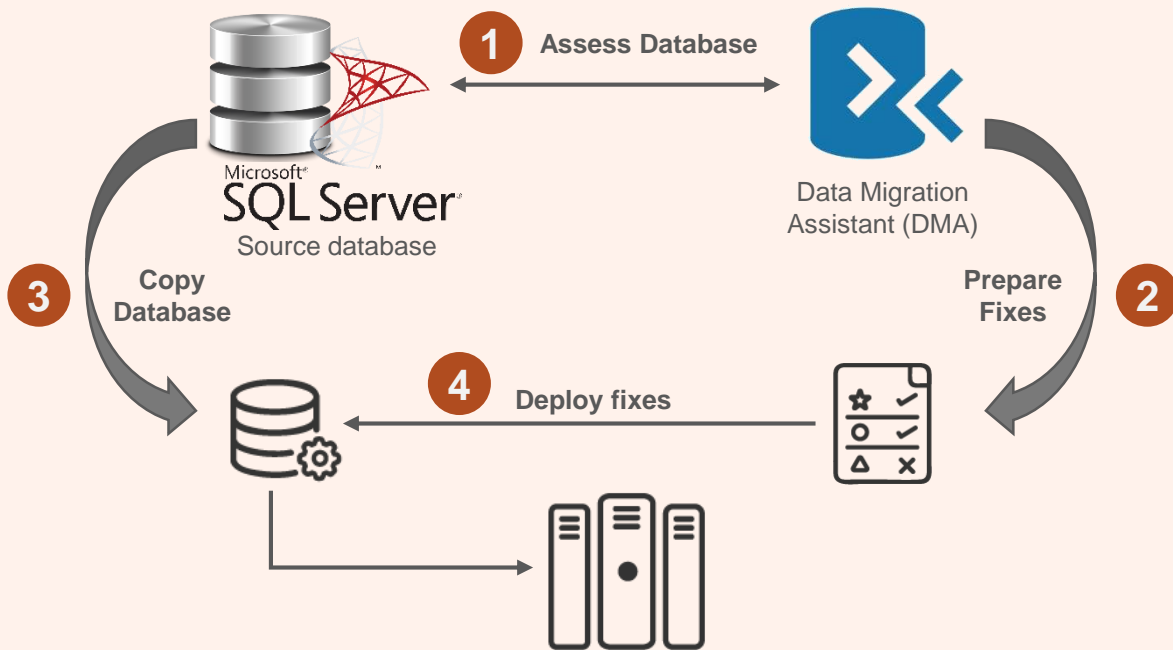 1
Assess Database
Microsoft®
SQL Server
Source database
Data Migration
Assistant (DMA)
3
Copy
Database
Prepare
Fixes
2
4
Deploy fixes